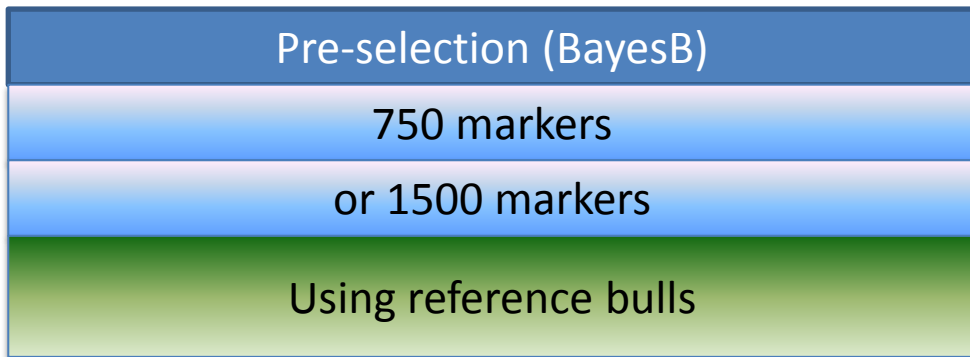 Pre-selection (BayesB)
750 markers
or 1500 markers
Using reference bulls